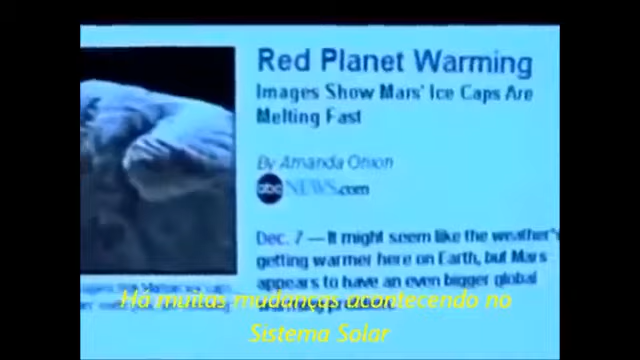 Red Planet Warming
Images Show Mars' Ice Caps Are
Melting Fast
By Amanda Onion
abc NEWS.com
Dec. 7 — It might seem like the weather's
getting warmer here on Earth, but Mars
appears to have an even bigger global
Há muitas mudanças acontecendo no
Sistema Solar